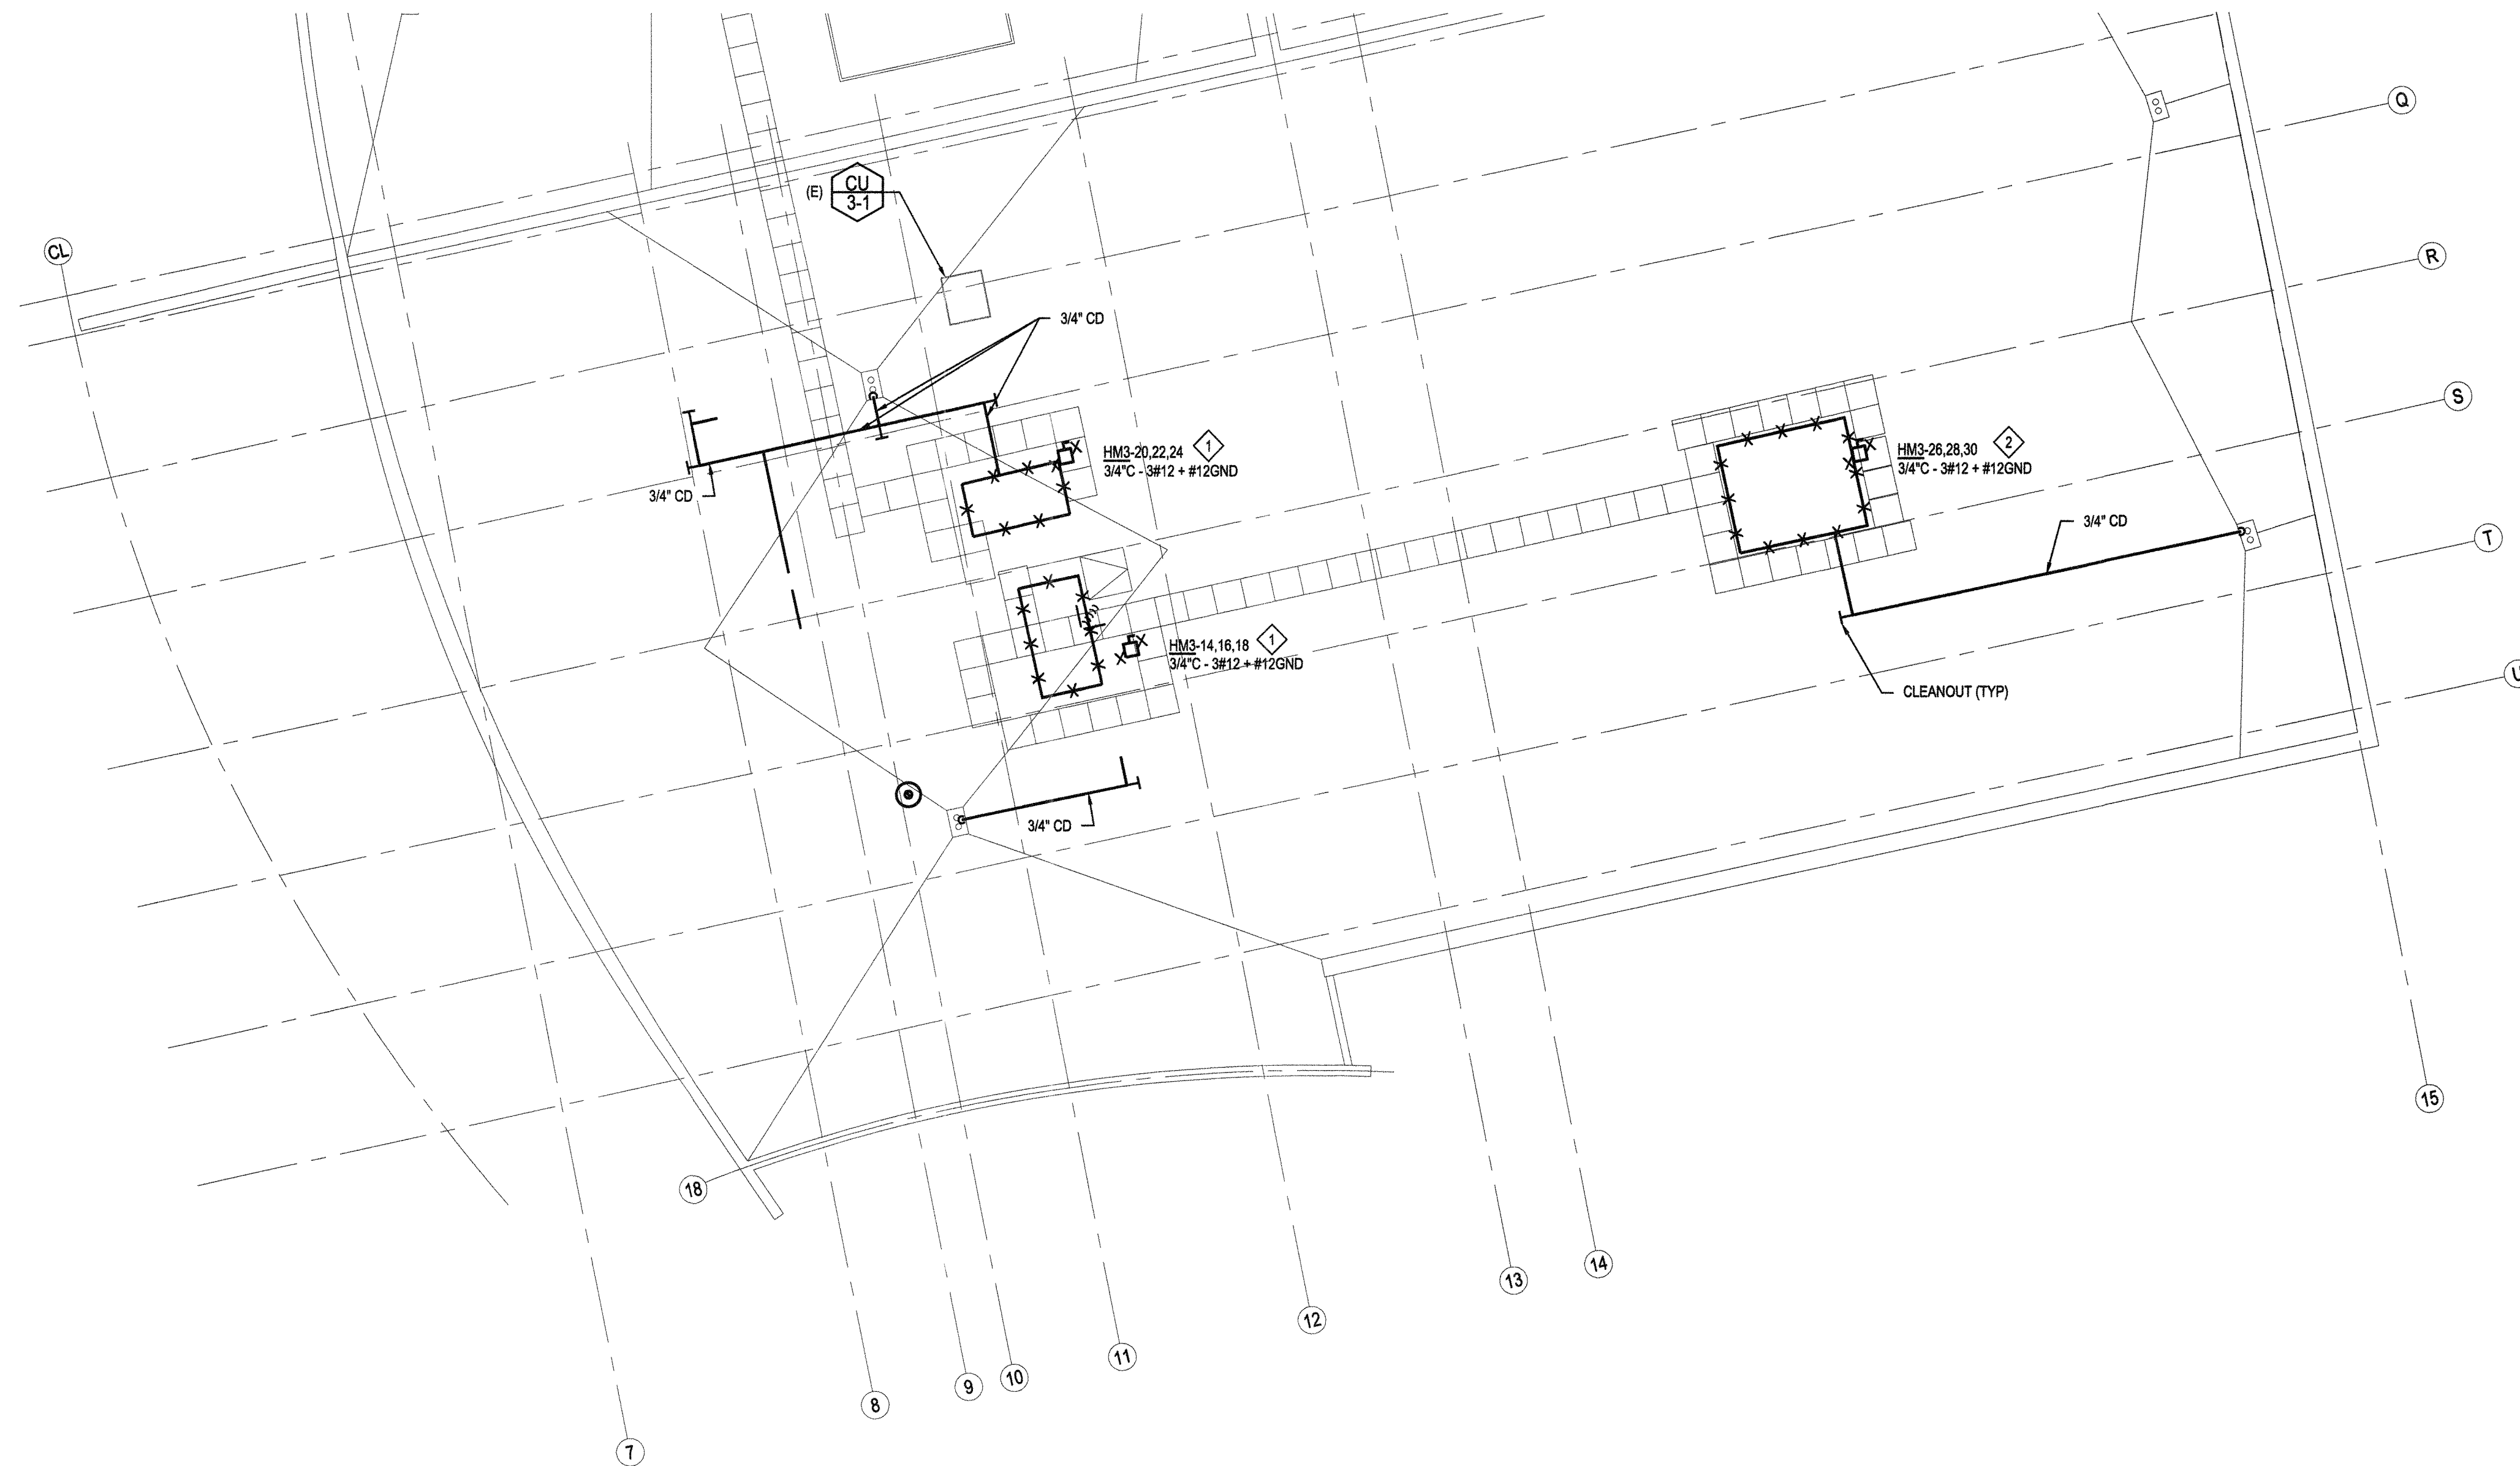 Q
CU
(E)
3-1
CL
R
3/4" CD
S
HM3-20,22,24 1
3/4"C - 3#12 + #12GND
HM3-26,28,30 2
3/4"C - 3#12 + #12GND
3/4" CD
3/4" CD
T
HM3-14,16,18 1
3/4"C - 3#12 + #12GND
U
CLEANOUT (TYP)
3/4" CD
15
18
14
13
12
11
10
9
8
7